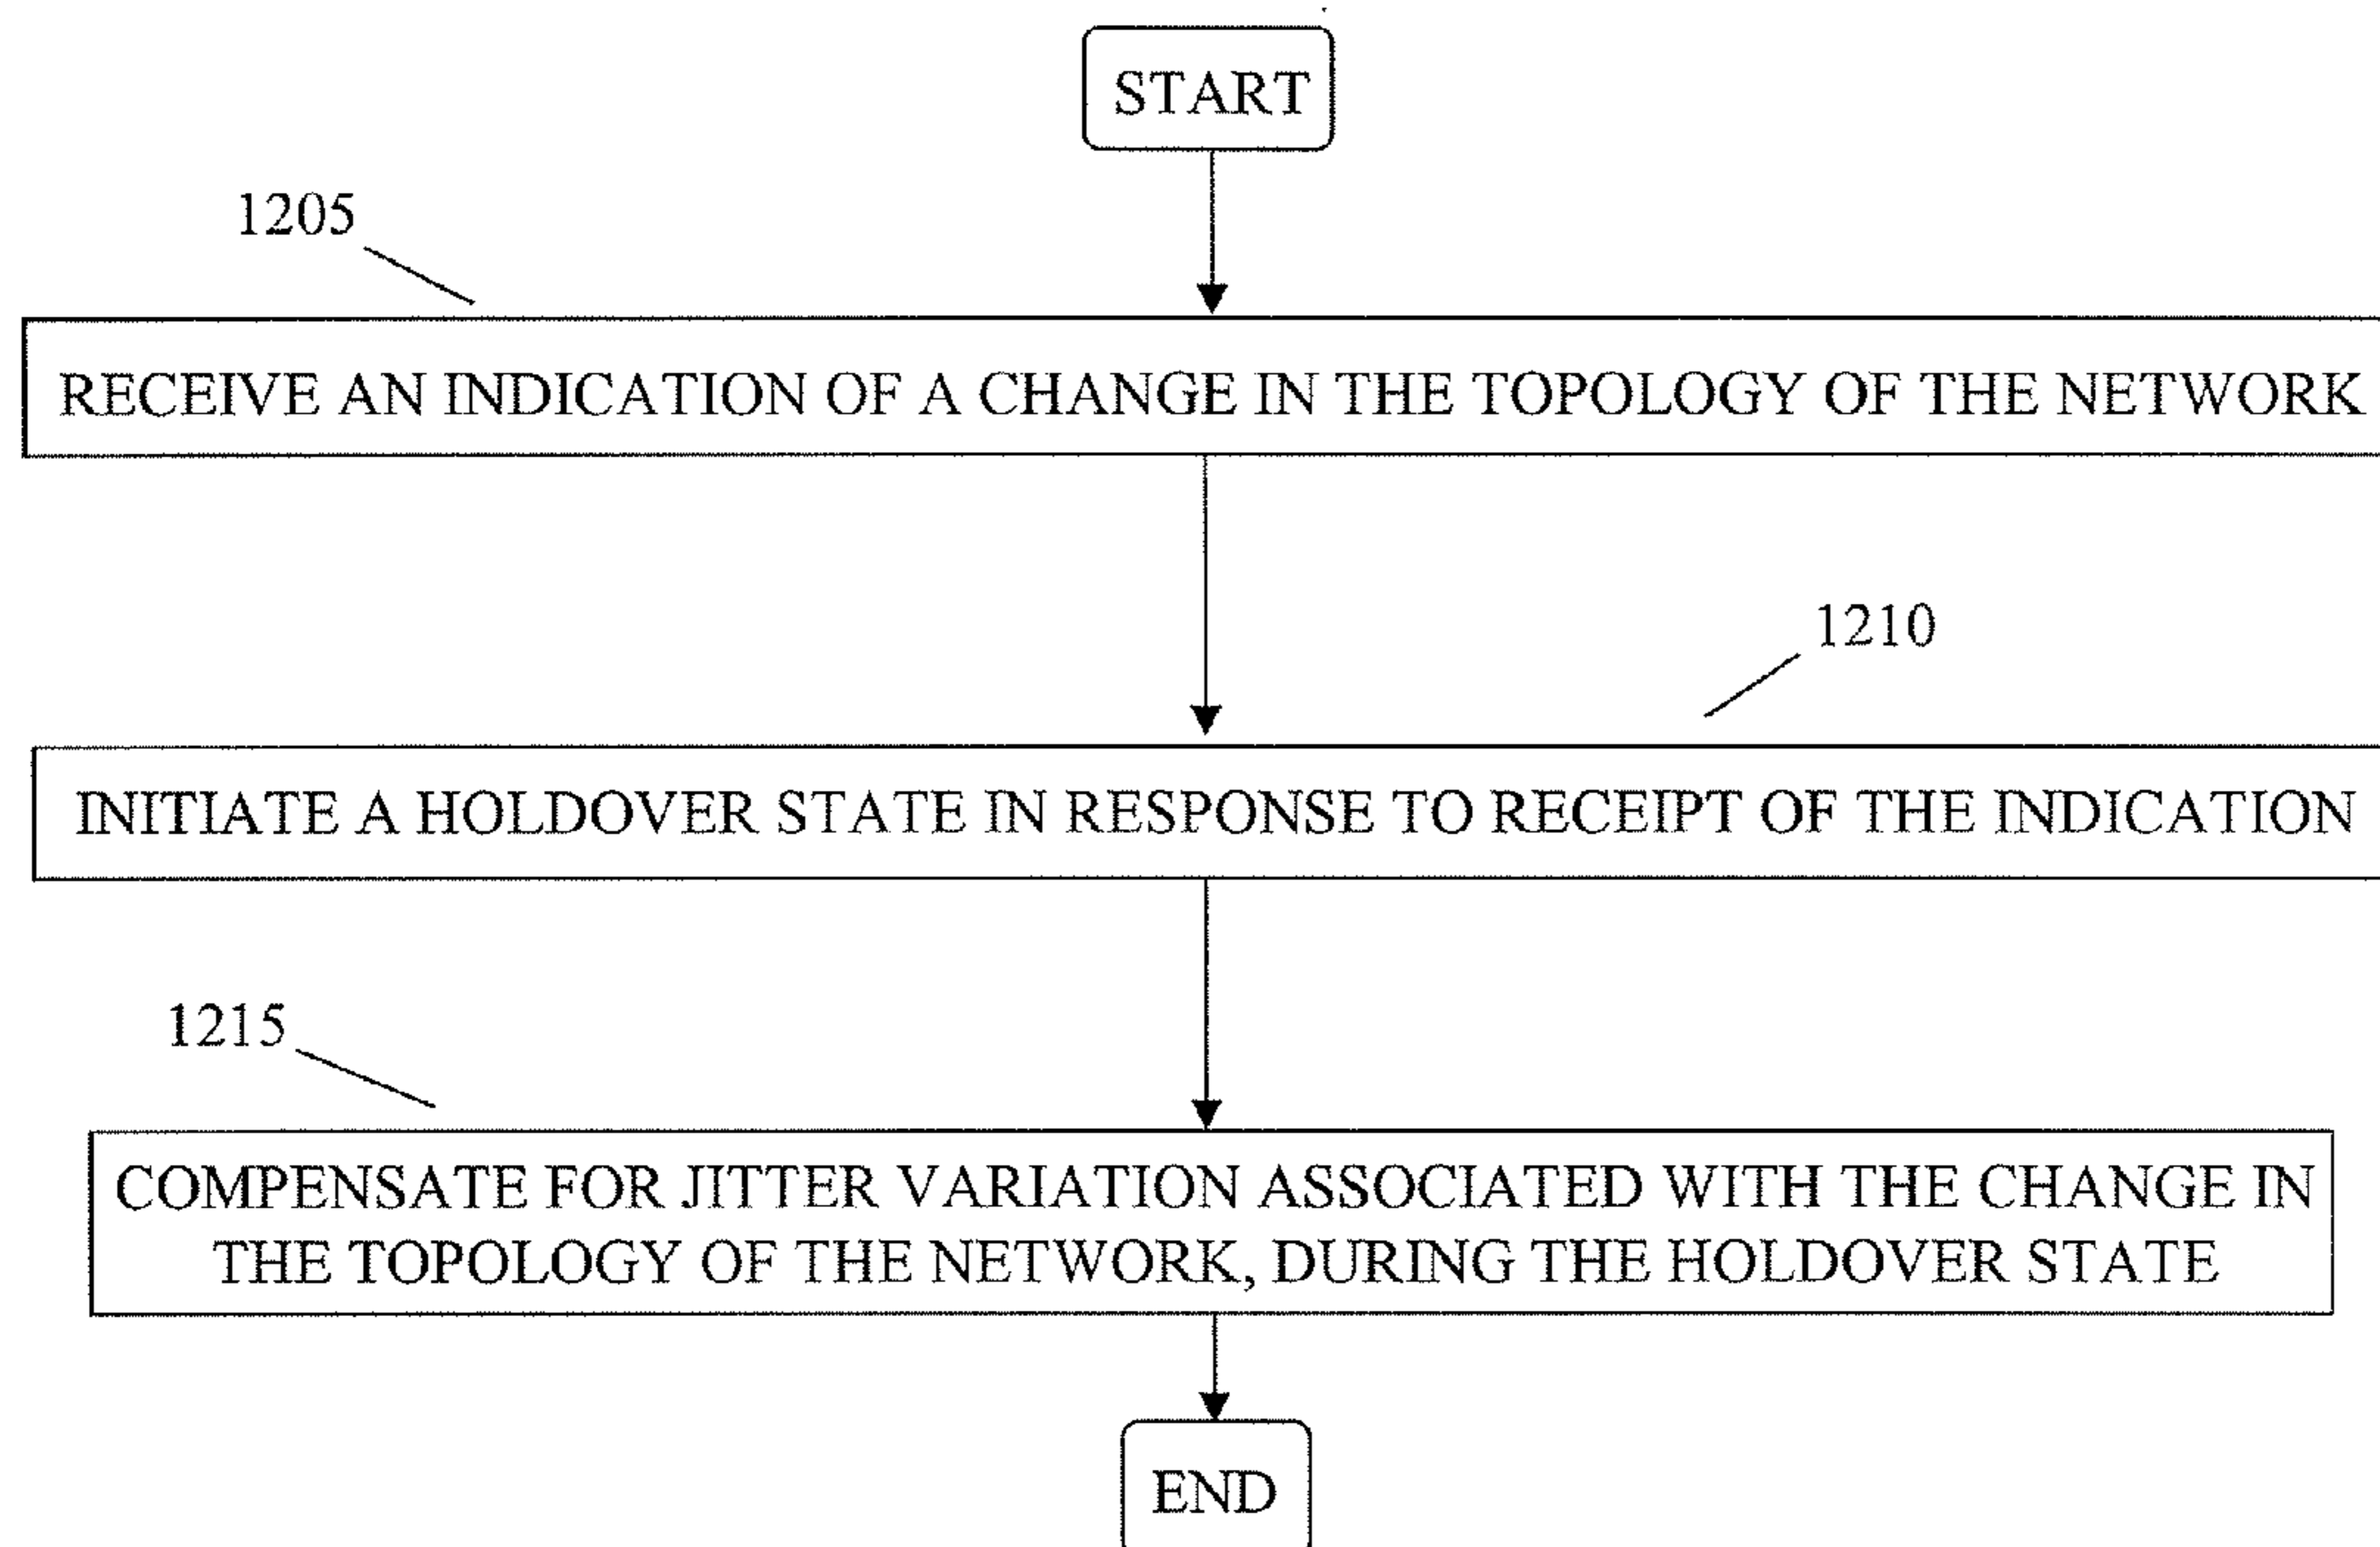 START
1205
RECEIVE AN INDICATION OF A CHANGE IN THE TOPOLOGY OF THE NETWORK
1210
INITIATE A HOLDOVER STATE IN RESPONSE TO RECEIPT OF THE INDICATION
1215
COMPENSATE FOR JITTER VARIATION ASSOCIATED WITH THE CHANGE IN
THE TOPOLOGY OF THE NETWORK, DURING THE HOLDOVER STATE
END